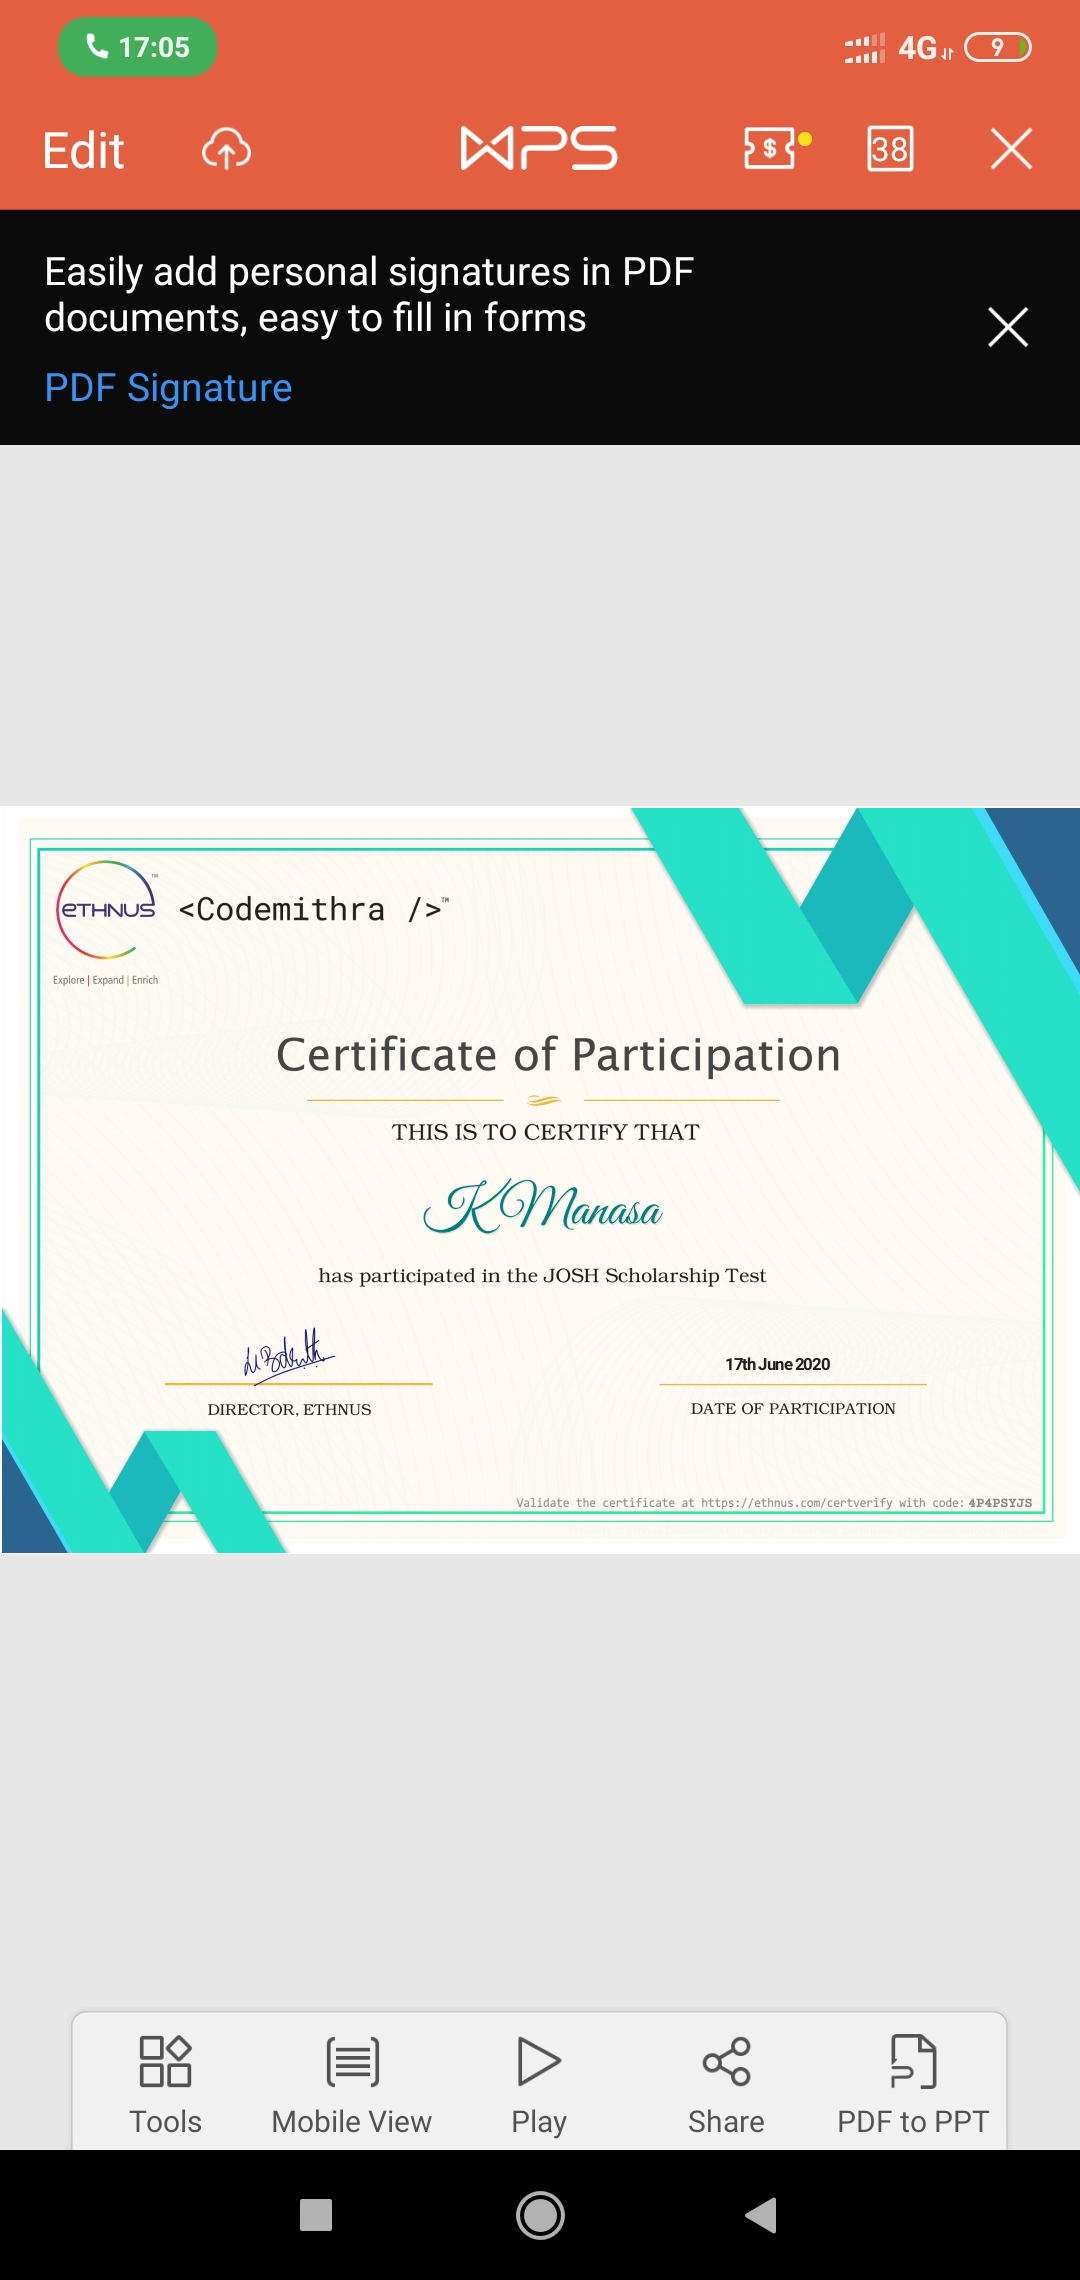 17:05 4G 9
Edit WPS $ 38
Easily add personal signatures in PDF
documents, easy to fill in forms
PDF Signature
ETHNUS TM <Codemithra />™
Explore | Expand | Enrich
Certificate of Participation
THIS IS TO CERTIFY THAT
K Manasa
has participated in the JOSH Scholarship Test
17th June 2020
DIRECTOR, ETHNUS DATE OF PARTICIPATION
Validate the certificate at https://ethnus.com/certverify with code: 4P4PSYJS
Tools Mobile View Play Share PDF to PPT